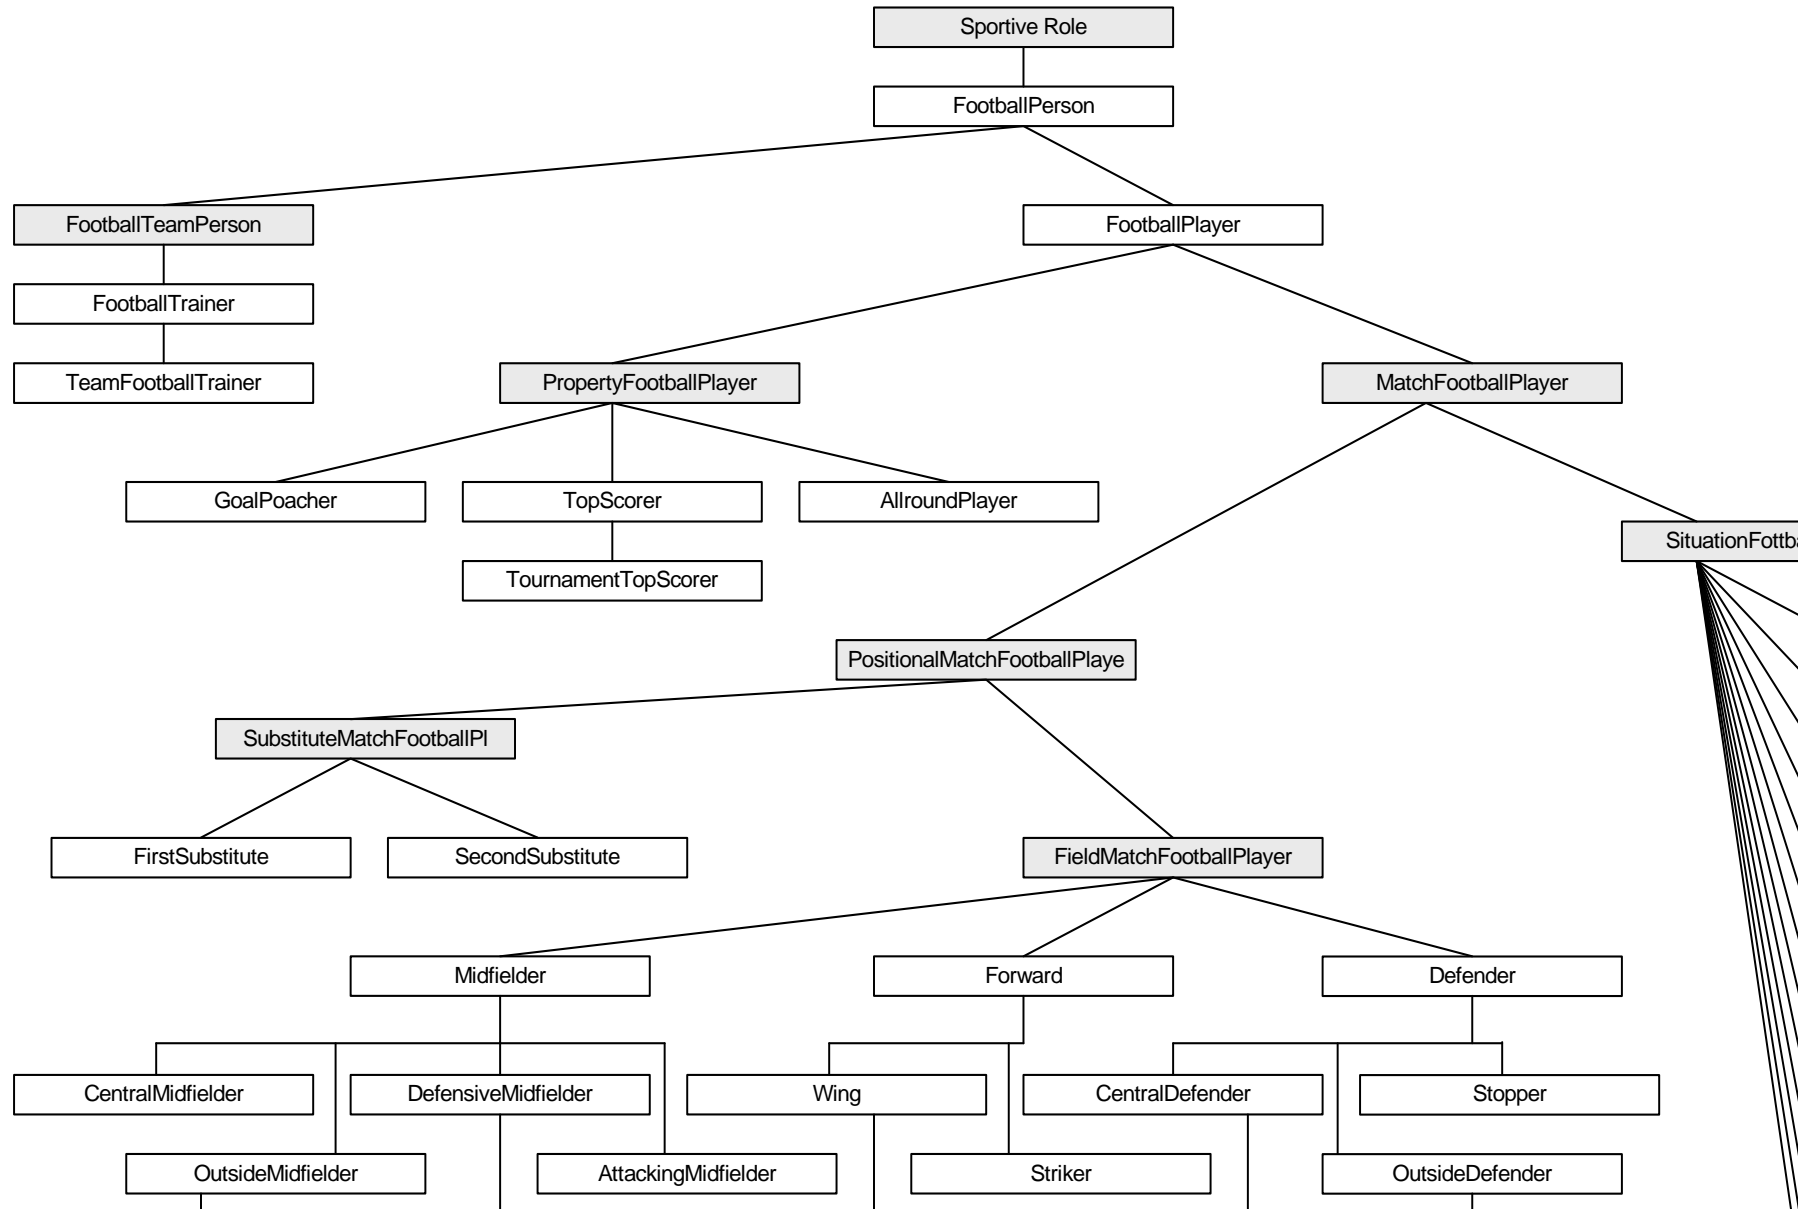 Sportive Role
FootballPerson
FootballTeamPerson
FootballPlayer
FootballTrainer
TeamFootballTrainer
PropertyFootballPlayer
MatchFootballPlayer
GoalPoacher
TopScorer
AllroundPlayer
SituationFottba
TournamentTopScorer
PositionalMatchFootballPlaye
SubstituteMatchFootballPl
FirstSubstitute
SecondSubstitute
FieldMatchFootballPlayer
Midfielder
Forward
Defender
CentralMidfielder
DefensiveMidfielder
Wing
CentralDefender
Stopper
OutsideMidfielder
AttackingMidfielder
Striker
OutsideDefender